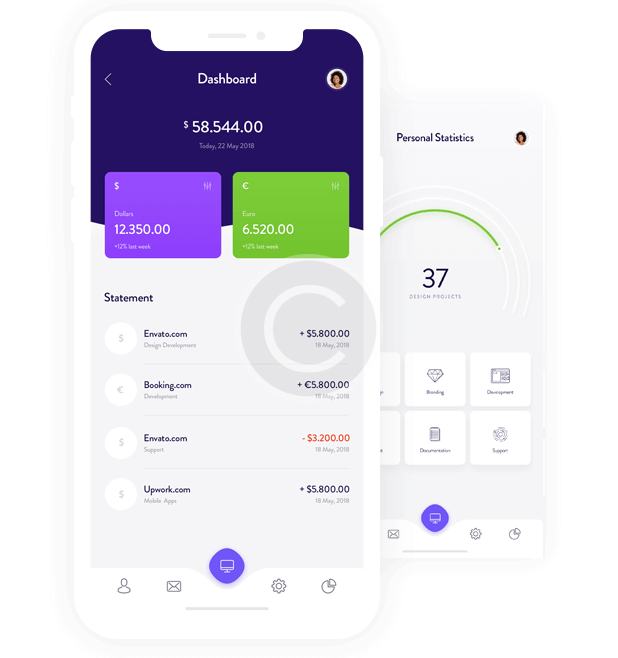 Dashboard
$ 58.544.00
Today, 22 May 2018
$
Dollars
12.350.00
+12% last week
€
Euro
6.520.00
+12% last week
Statement
$
Envato.com
+ $5.800.00
Design Development
18 May, 2018
€
Booking.com
+ €5.800.00
Development
18 May, 2018
$
Envato.com
- $3.200.00
Support
18 May, 2018
$
Upwork.com
+ $5.800.00
Mobile Apps
18 May, 2018
Personal Statistics
37
DESIGN PROJECTS
Branding
Development
Documentation
Support
©